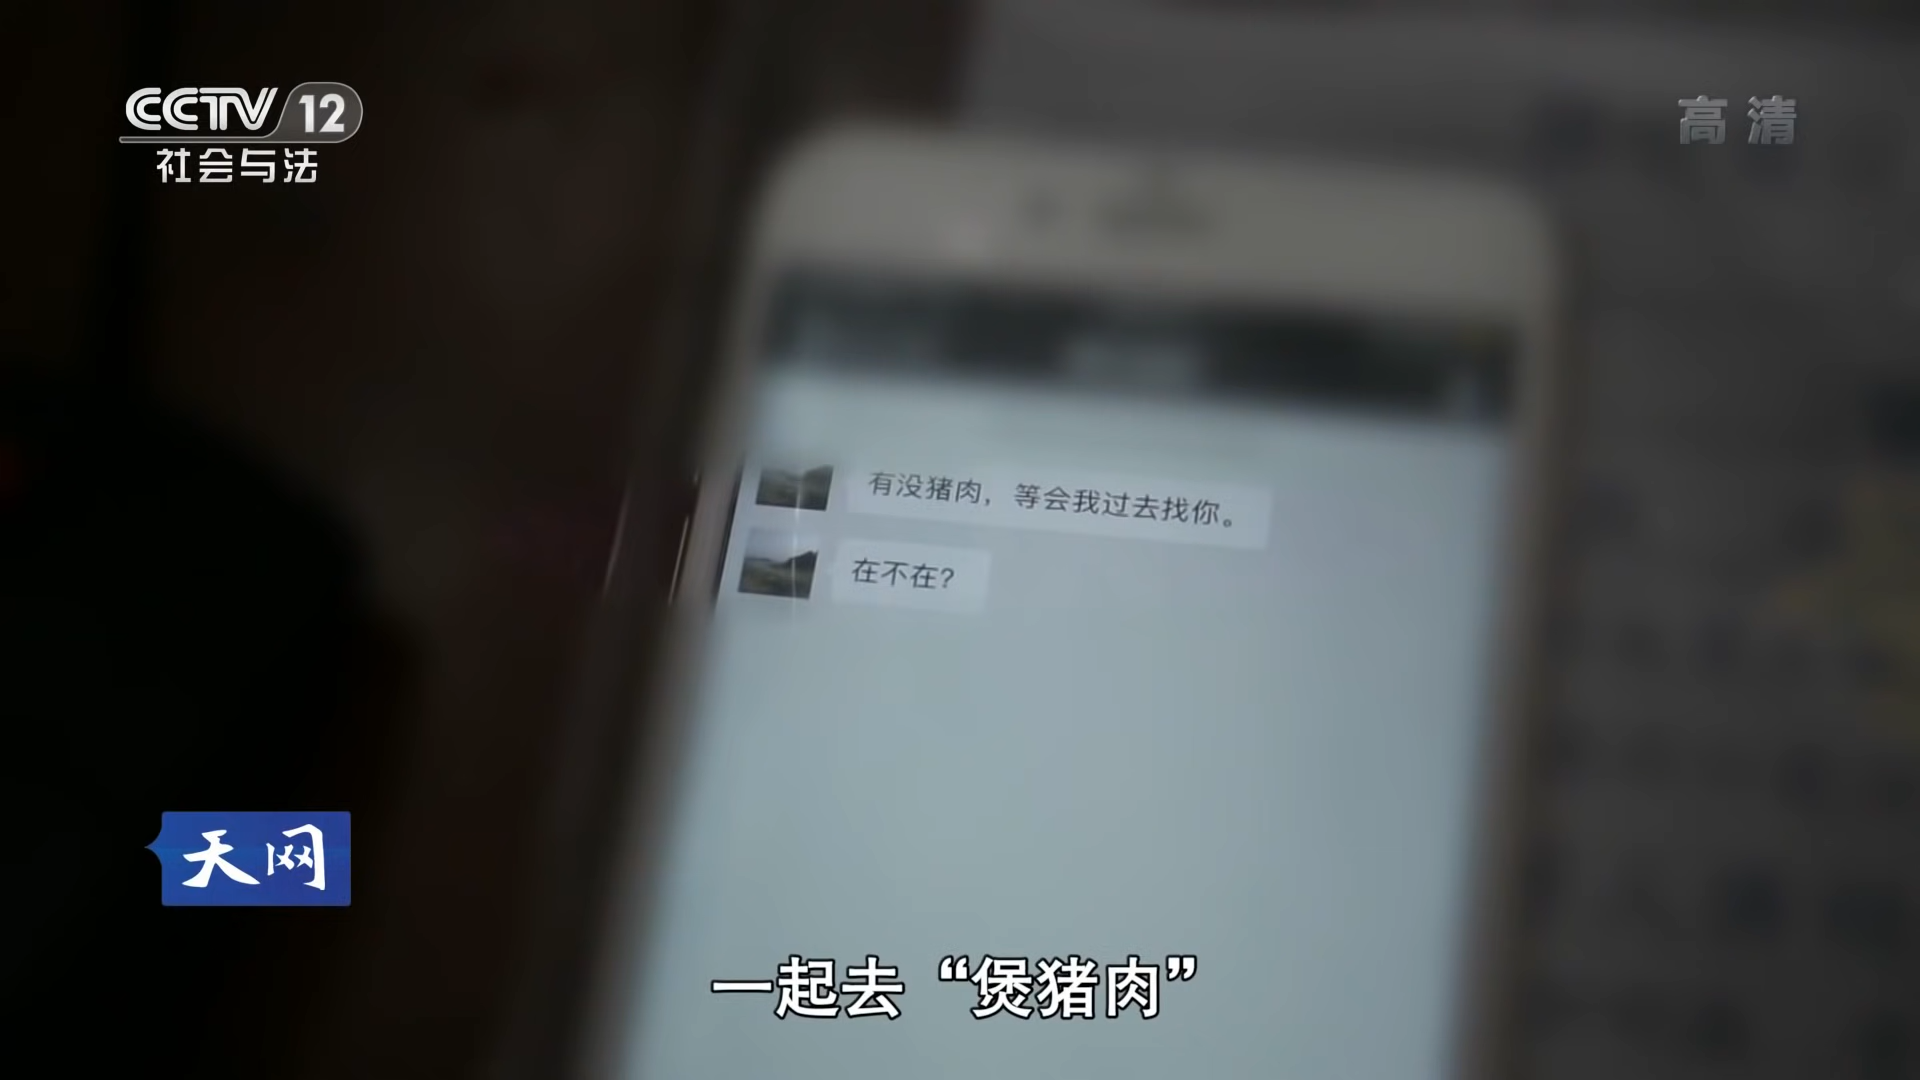 CCTV 12
社会与法
高清
有没猪肉，等会我过去找你。
在不在？
天网
一起去“煲猪肉”